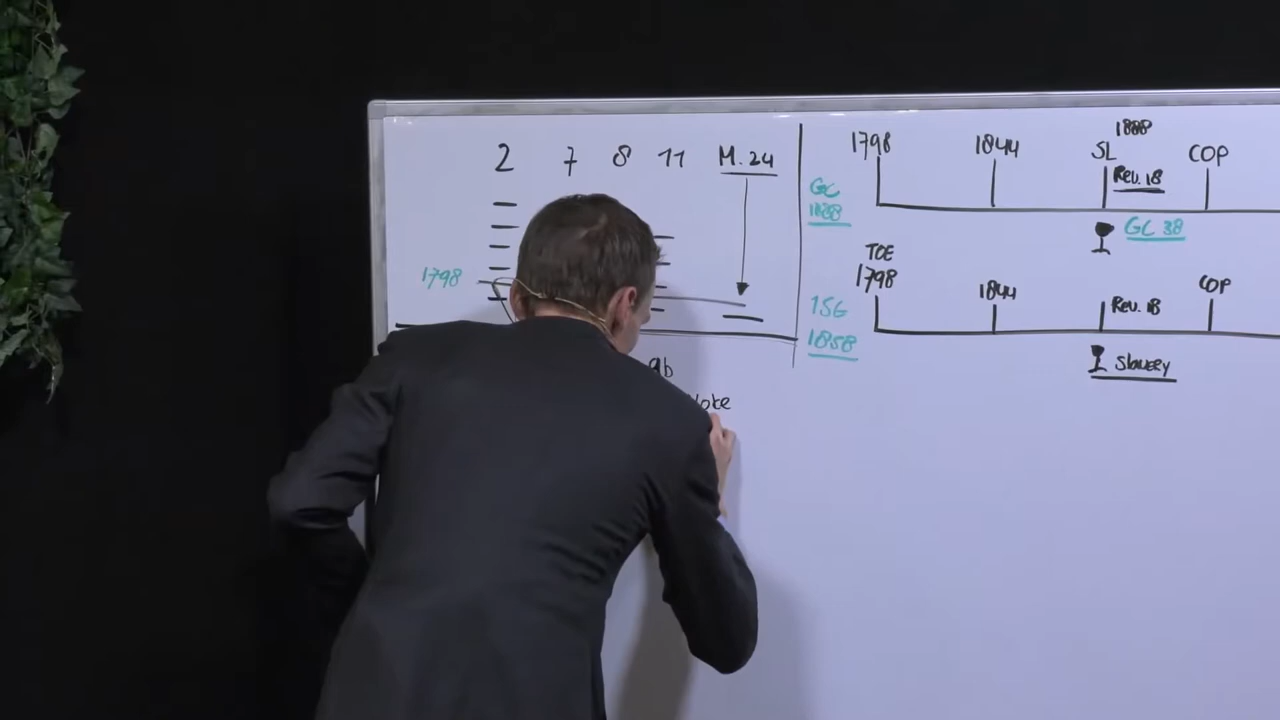 2 7 8 11 M.24
1798
9b
1798 1844 SL 1888 COP
Rev. 18
GC
1888
GC 38
TOE
1798 1844 Rev. 18 COP
1SG
1858
Slavery